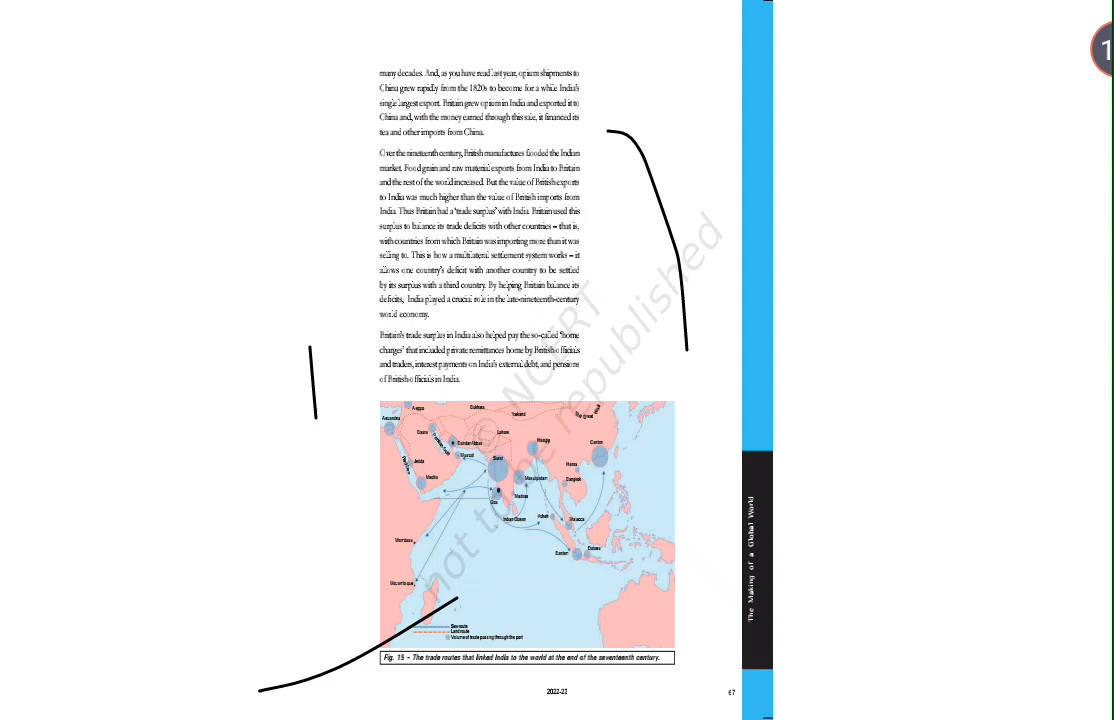 many decades. And, as you have read last year, opium shipments to
China grew rapidly from the 1820s to become for a while India's
single largest export. Britain grew opium in India and exported it to
China and, with the money earned through this sale, it financed its
tea and other imports from China.
Over the nineteenth century, British manufactures flooded the Indian
market. Food grain and raw material exports from India to Britain
and the rest of the world increased. But the value of British exports
to India was much higher than the value of British imports from
India. Thus Britain had a 'trade surplus' with India. Britain used this
surplus to balance its trade deficits with other countries – that is,
with countries from which Britain was importing more than it was
selling to. This is how a multilateral settlement system works – it
allows one country's deficit with another country to be settled
by its surplus with a third country. By helping Britain balance its
deficits, India played a crucial role in the late-nineteenth-century
world economy.
Britain's trade surplus in India also helped pay the so-called 'home
charges' that included private remittances home by British officials
and traders, interest payments on India's external debt, and pensions
of British officials in India.
Aleppo
Bukhara
Yarkand
The Great Wall
Alexandria
Basra
Persian Gulf
Lahore
Bandar Abbas
Hoogly
Canton
Muscat
Surat
Jedda
Red Sea
Hanoi
Mocha
Masulipatam
Bangkok
Goa
Madras
Indian Ocean
Acheh
Malacca
Mombasa
Bantam
Batavia
Mozambique
Sea route
Land route
Volume of trade passing through the port
Fig. 15 – The trade routes that linked India to the world at the end of the seventeenth century.
2022-23
67
The Making of a Global World
© NCERT
not to be republished
1